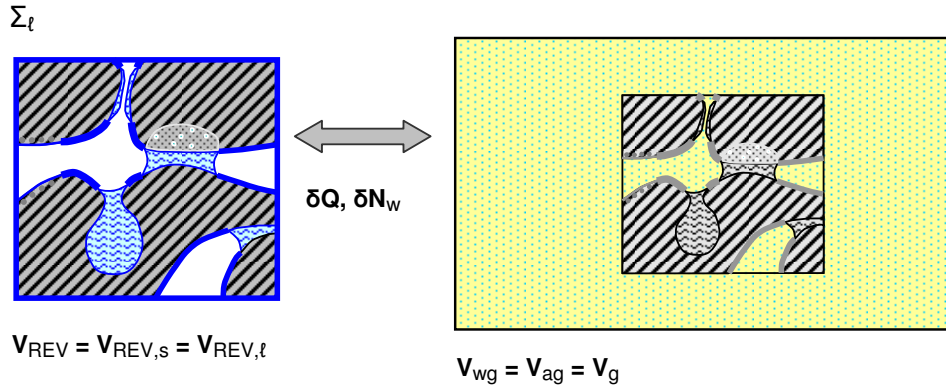 Σℓ
δQ, δNw
VREV = VREV,s = VREV,ℓ
Vwg = Vag = Vg